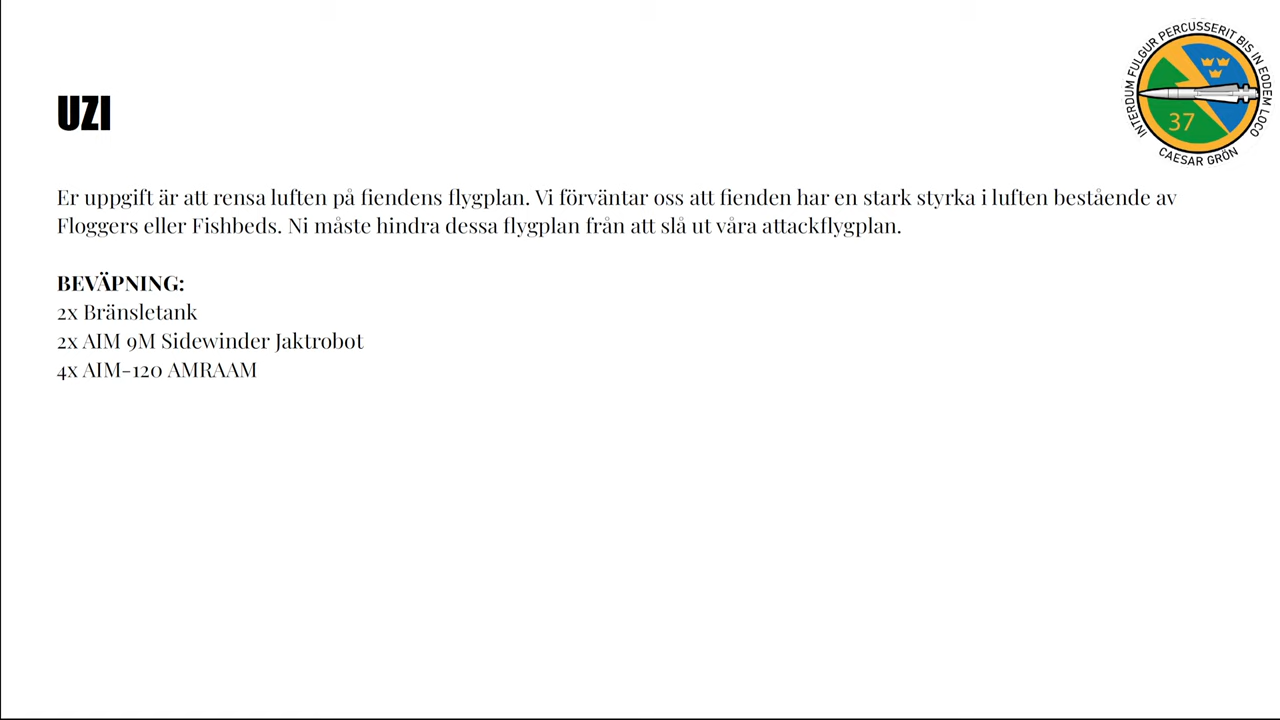 INTERDUM FULGUR PERCUSSERIT BIS IN EODEM LOCO
37
CAESAR GRÖN
UZI
Er uppgift är att rensa luften på fiendens flygplan. Vi förväntar oss att fienden har en stark styrka i luften bestående av
Floggers eller Fishbeds. Ni måste hindra dessa flygplan från att slå ut våra attackflygplan.
BEVÄPNING:
2x Bränsletank
2x AIM 9M Sidewinder Jaktrobot
4x AIM-120 AMRAAM